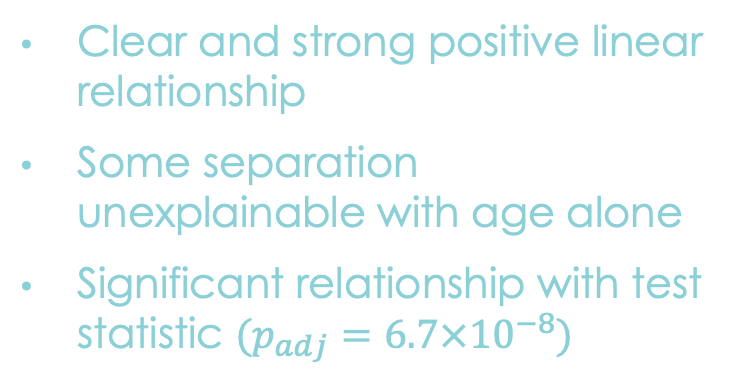 • Clear and strong positive linear
relationship
• Some separation
unexplainable with age alone
• Significant relationship with test
statistic (p_adj = 6.7×10⁻⁸)